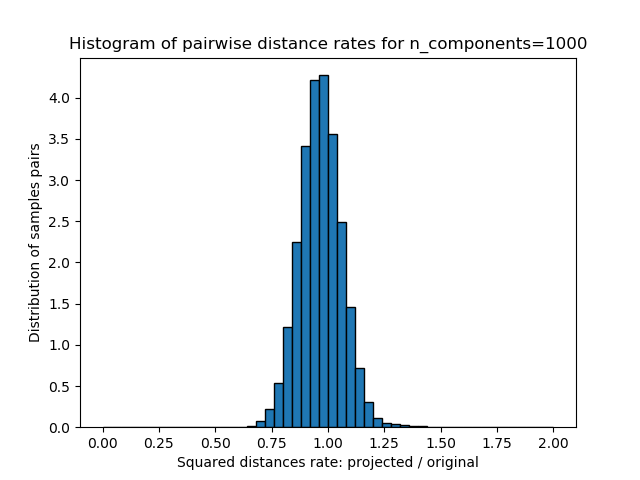 Histogram of pairwise distance rates for n_components=1000
Distribution of samples pairs
4.0
3.5
3.0
2.5
2.0
1.5
1.0
0.5
0.0
0.00 0.25 0.50 0.75 1.00 1.25 1.50 1.75 2.00
Squared distances rate: projected / original